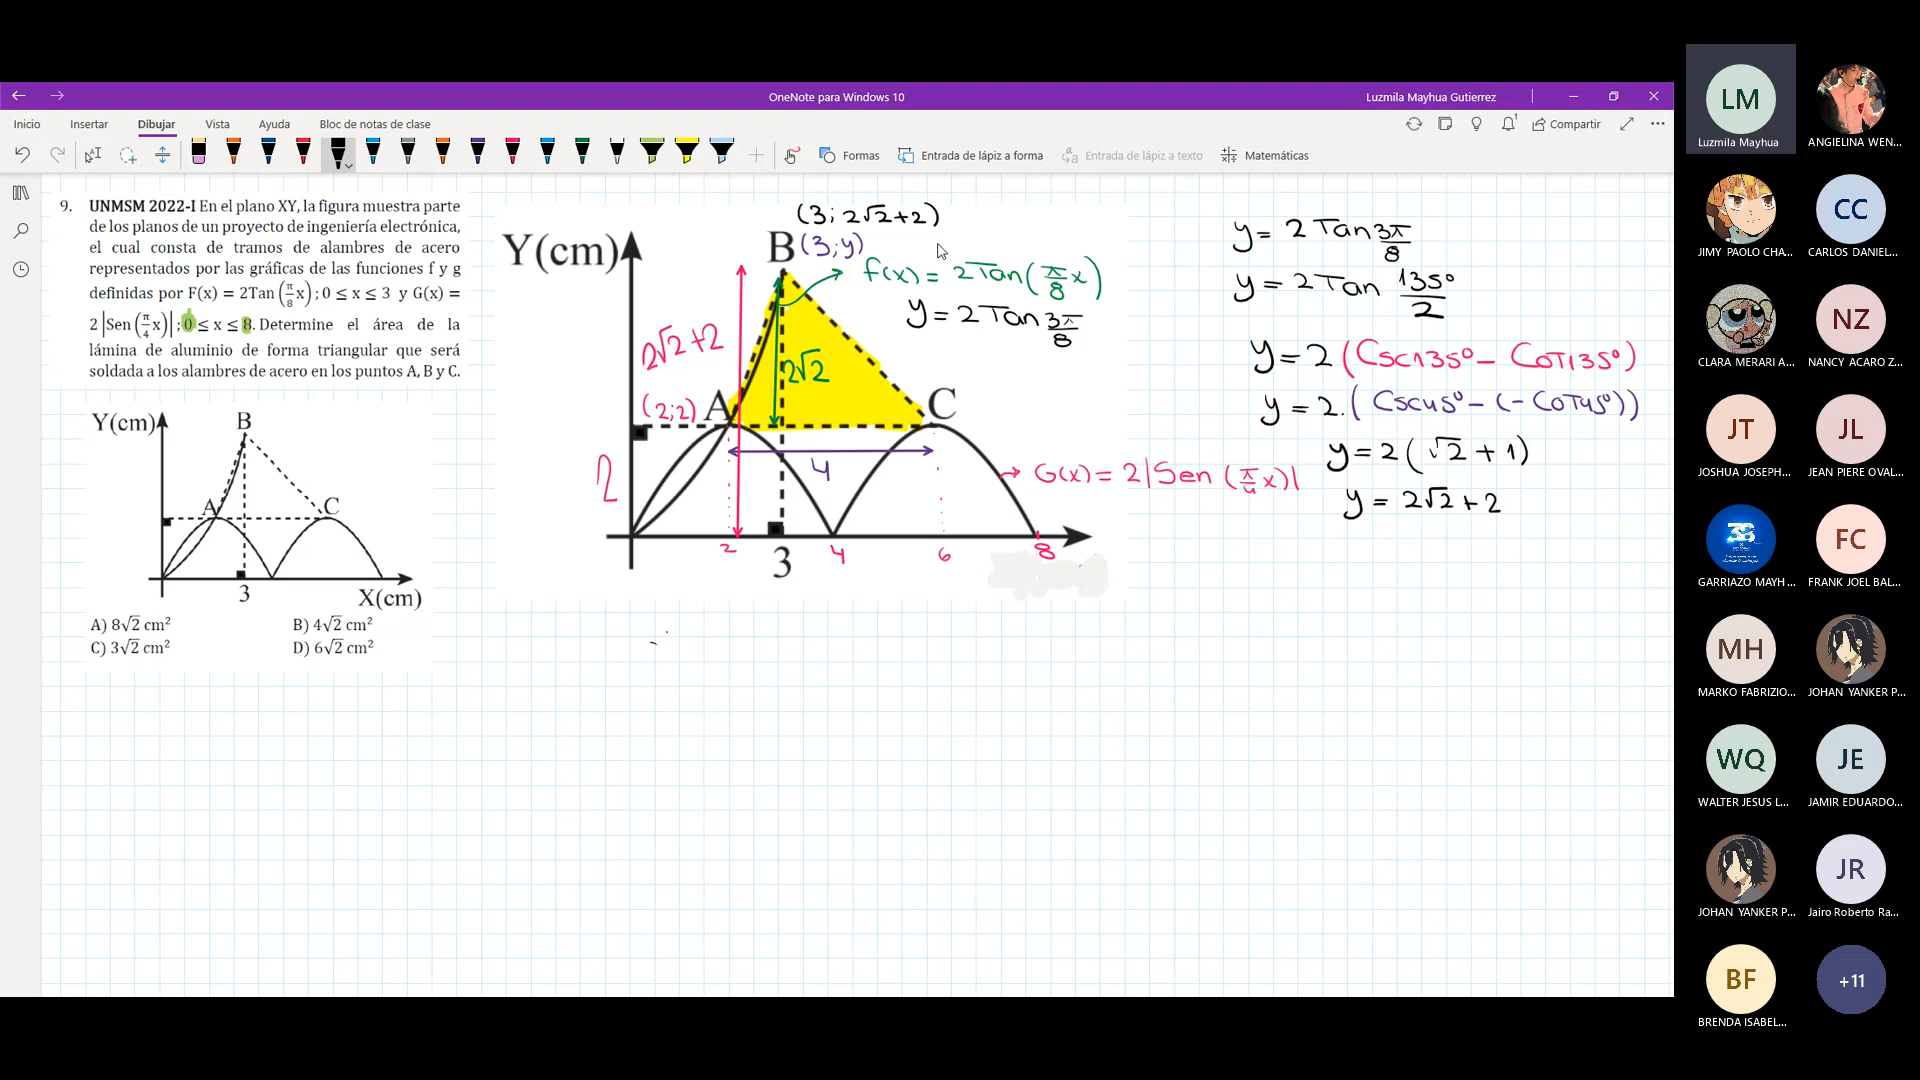 OneNote para Windows 10
Luzmila Mayhua Gutierrez
Inicio Insertar Dibujar Vista Ayuda Bloc de notas de clase
Compartir
Formas Entrada de lápiz a forma Entrada de lápiz a texto Matemáticas
9. UNMSM 2022-I En el plano XY, la figura muestra parte
de los planos de un proyecto de ingeniería electrónica,
el cual consta de tramos de alambres de acero
representados por las gráficas de las funciones f y g
definidas por F(x) = 2Tan(π/8 x); 0 ≤ x ≤ 3 y G(x) =
2|Sen(π/4 x)|; 0 ≤ x ≤ 8. Determine el área de la
lámina de aluminio de forma triangular que será
soldada a los alambres de acero en los puntos A, B y C.
Y(cm)
B
A
C
3
X(cm)
A) 8√2 cm² B) 4√2 cm²
C) 3√2 cm² D) 6√2 cm²
(3; 2√2+2)
Y(cm)
B (3; y)
f(x) = 2Tan(π/8 x)
y = 2Tan 3π/8
2√2+2
2√2
(2;2) A
C
2
4
G(x) = 2|Sen(π/4 x)|
2 3 4 6 8
y = 2Tan 3π/8
y = 2Tan 135°/2
y = 2(Csc135° - Cot135°)
y = 2.(Csc45° - (-Cot45°))
y = 2(√2 + 1)
y = 2√2 + 2
LM
Luzmila Mayhua
ANGIELINA WEN...
JIMY PAOLO CHA...
CC
CARLOS DANIEL...
CLARA MERARI A...
NZ
NANCY ACARO Z...
JT
JOSHUA JOSEPH...
JL
JEAN PIERE OVAL...
GARRIAZO MAYH...
FC
FRANK JOEL BAL...
MH
MARKO FABRIZIO...
JOHAN YANKER P...
WQ
WALTER JESUS L...
JE
JAMIR EDUARDO...
JOHAN YANKER P...
JR
Jairo Roberto Ra...
BF
BRENDA ISABEL...
+11